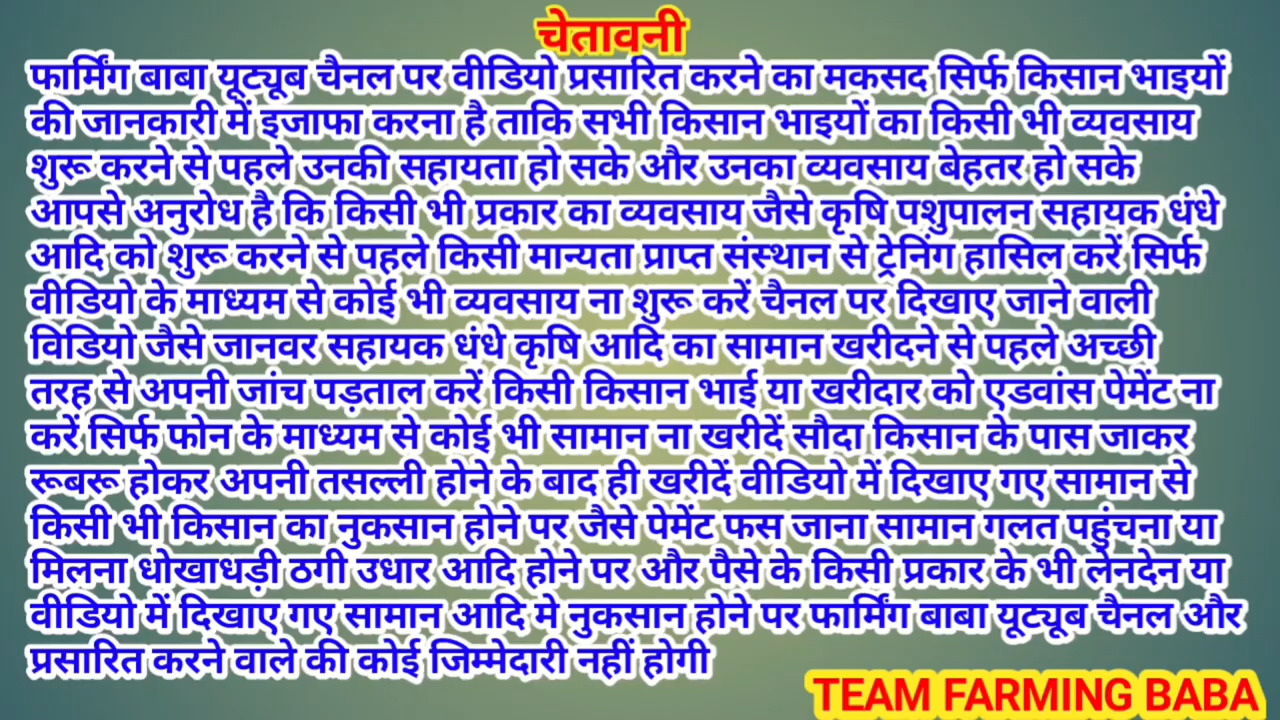 चेतावनी
फार्मिंग बाबा यूट्यूब चैनल पर वीडियो प्रसारित करने का मकसद सिर्फ किसान भाइयों
की जानकारी में इजाफा करना है ताकि सभी किसान भाइयों का किसी भी व्यवसाय
शुरू करने से पहले उनकी सहायता हो सके और उनका व्यवसाय बेहतर हो सके
आपसे अनुरोध है कि किसी भी प्रकार का व्यवसाय जैसे कृषि पशुपालन सहायक धंधे
आदि को शुरू करने से पहले किसी मान्यता प्राप्त संस्थान से ट्रेनिंग हासिल करें सिर्फ
वीडियो के माध्यम से कोई भी व्यवसाय ना शुरू करें चैनल पर दिखाए जाने वाली
विडियो जैसे जानवर सहायक धंधे कृषि आदि का सामान खरीदने से पहले अच्छी
तरह से अपनी जांच पड़ताल करें किसी किसान भाई या खरीदार को एडवांस पेमेंट ना
करें सिर्फ फोन के माध्यम से कोई भी सामान ना खरीदें सौदा किसान के पास जाकर
रूबरू होकर अपनी तसल्ली होने के बाद ही खरीदें वीडियो में दिखाए गए सामान से
किसी भी किसान का नुकसान होने पर जैसे पेमेंट फस जाना सामान गलत पहुंचना या
मिलना धोखाधड़ी ठगी उधार आदि होने पर और पैसे के किसी प्रकार के भी लेनदेन या
वीडियो में दिखाए गए सामान आदि मे नुकसान होने पर फार्मिंग बाबा यूट्यूब चैनल और
प्रसारित करने वाले की कोई जिम्मेदारी नहीं होगी
TEAM FARMING BABA